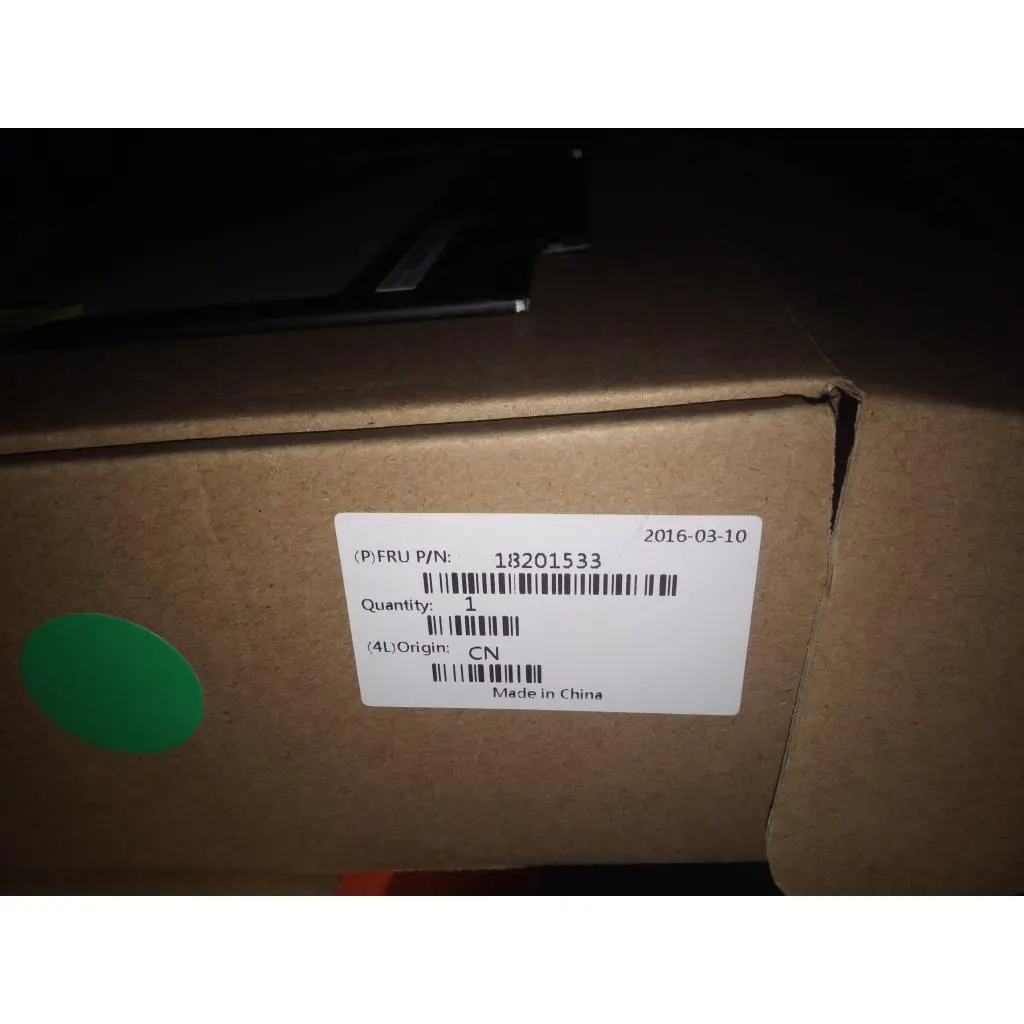 2016-03-10
(P)FRU P/N: 18201533
Quantity: 1
(4L)Origin: CN
Made in China